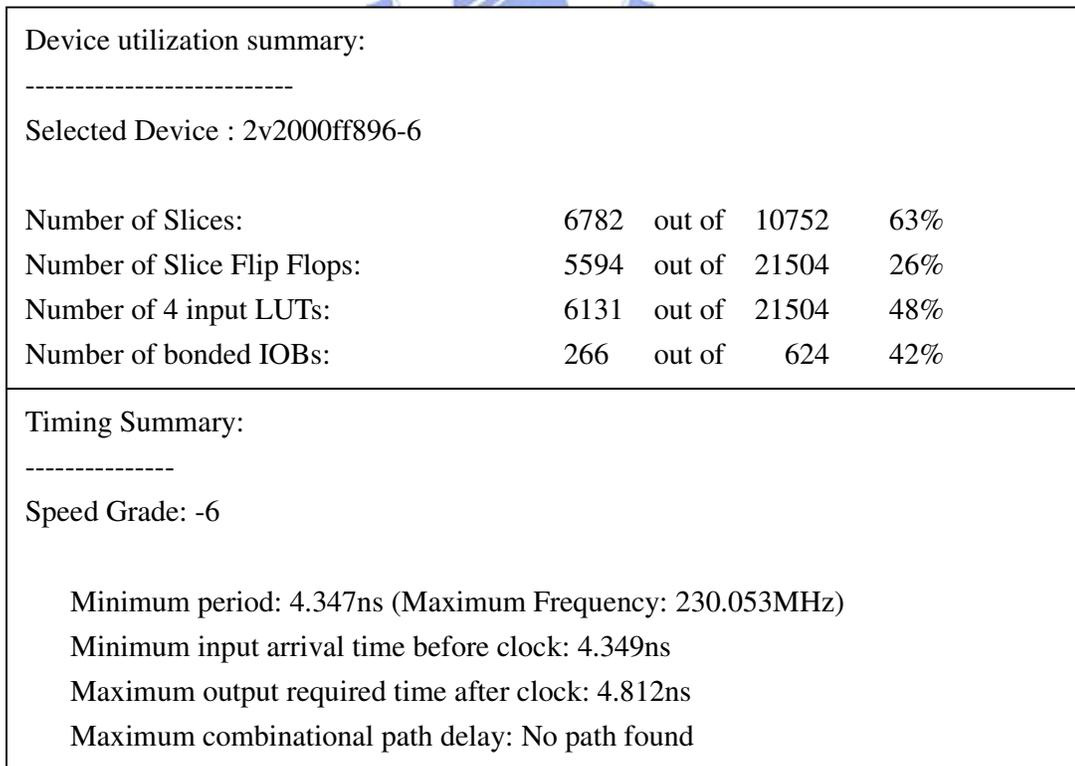 Device utilization summary:
---------------------------
Selected Device : 2v2000ff896-6
Number of Slices: 6782 out of 10752 63%
Number of Slice Flip Flops: 5594 out of 21504 26%
Number of 4 input LUTs: 6131 out of 21504 48%
Number of bonded IOBs: 266 out of 624 42%
Timing Summary:
---------------
Speed Grade: -6
Minimum period: 4.347ns (Maximum Frequency: 230.053MHz)
Minimum input arrival time before clock: 4.349ns
Maximum output required time after clock: 4.812ns
Maximum combinational path delay: No path found